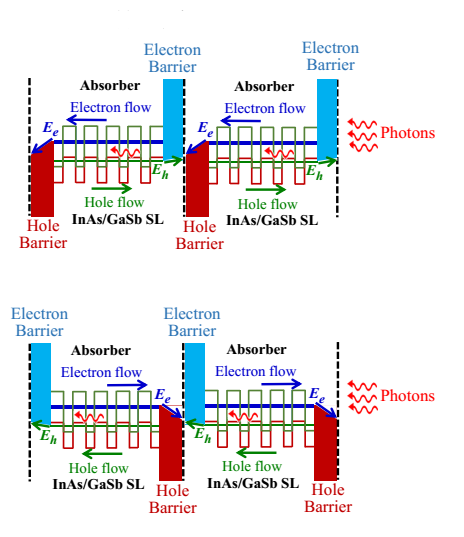 Electron
Barrier
Electron
Barrier
Absorber
Absorber
Electron flow
Electron flow
Ee
Ee
Photons
Eh
Eh
Hole flow
Hole flow
InAs/GaSb SL
InAs/GaSb SL
Hole
Barrier
Hole
Barrier
Electron
Barrier
Electron
Barrier
Absorber
Absorber
Electron flow
Electron flow
Ee
Ee
Photons
Eh
Eh
Hole flow
Hole flow
InAs/GaSb SL
InAs/GaSb SL
Hole
Barrier
Hole
Barrier